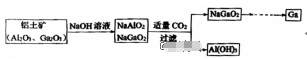 铝土矿
(Al₂O₃、Ga₂O₃)
NaOH溶液
NaAlO₂
NaGaO₂
适量CO₂
过滤
NaGaO₂
Ga
Al(OH)₃